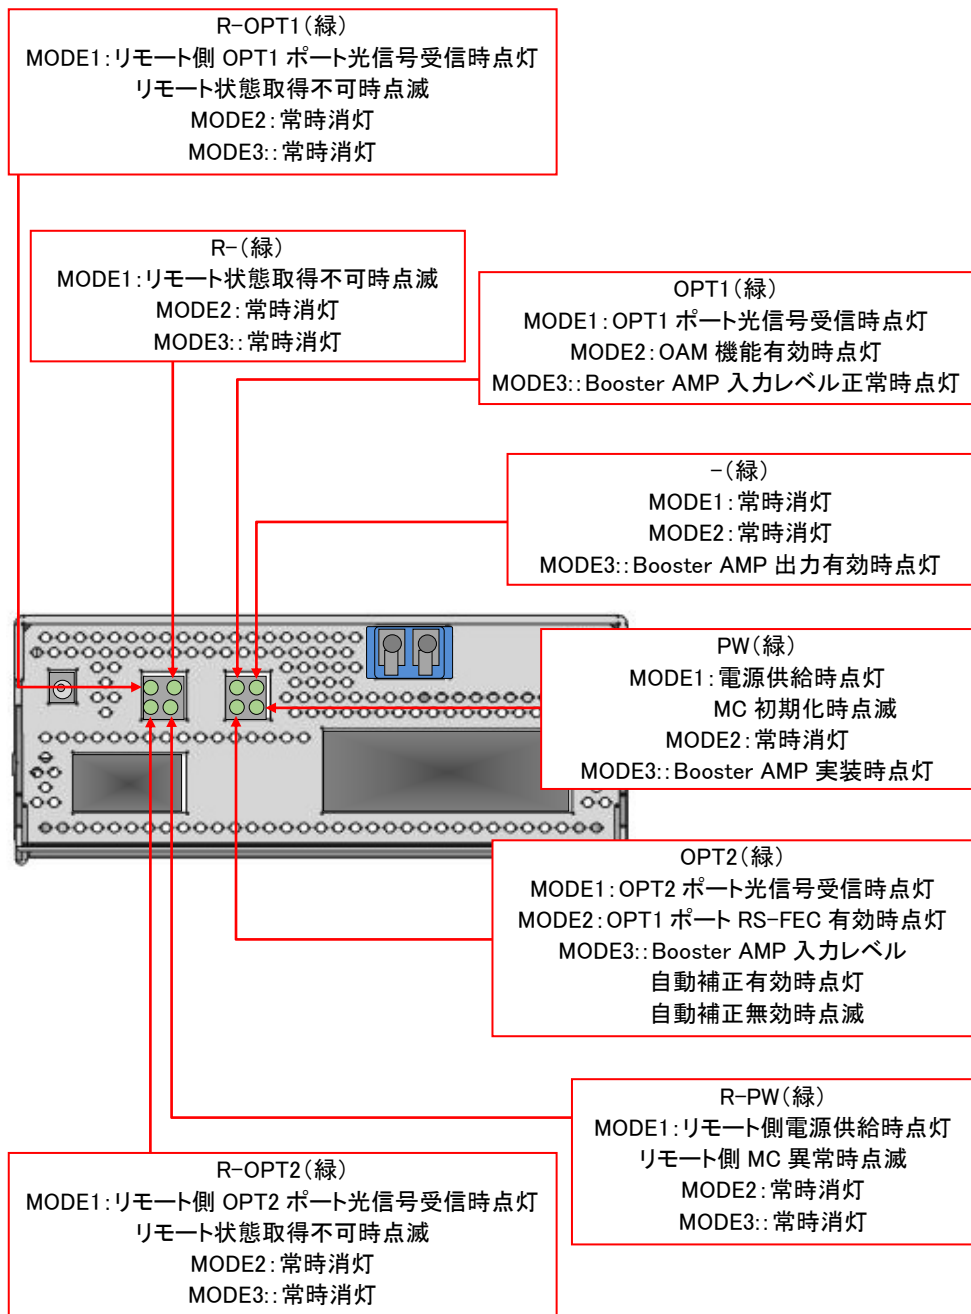 R-OPT1(緑)
MODE1:リモート側 OPT1 ポート光信号受信時点灯
リモート状態取得不可時点滅
MODE2:常時消灯
MODE3::常時消灯
R-(緑)
MODE1:リモート状態取得不可時点滅
MODE2:常時消灯
MODE3::常時消灯
OPT1(緑)
MODE1:OPT1 ポート光信号受信時点灯
MODE2:OAM 機能有効時点灯
MODE3::Booster AMP 入力レベル正常時点灯
-(緑)
MODE1:常時消灯
MODE2:常時消灯
MODE3::Booster AMP 出力有効時点灯
PW(緑)
MODE1:電源供給時点灯
MC 初期化時点滅
MODE2:常時消灯
MODE3::Booster AMP 実装時点灯
OPT2(緑)
MODE1:OPT2 ポート光信号受信時点灯
MODE2:OPT1 ポート RS-FEC 有効時点灯
MODE3::Booster AMP 入力レベル
自動補正有効時点灯
自動補正無効時点滅
R-PW(緑)
MODE1:リモート側電源供給時点灯
リモート側 MC 異常時点滅
MODE2:常時消灯
MODE3::常時消灯
R-OPT2(緑)
MODE1:リモート側 OPT2 ポート光信号受信時点灯
リモート状態取得不可時点滅
MODE2:常時消灯
MODE3::常時消灯